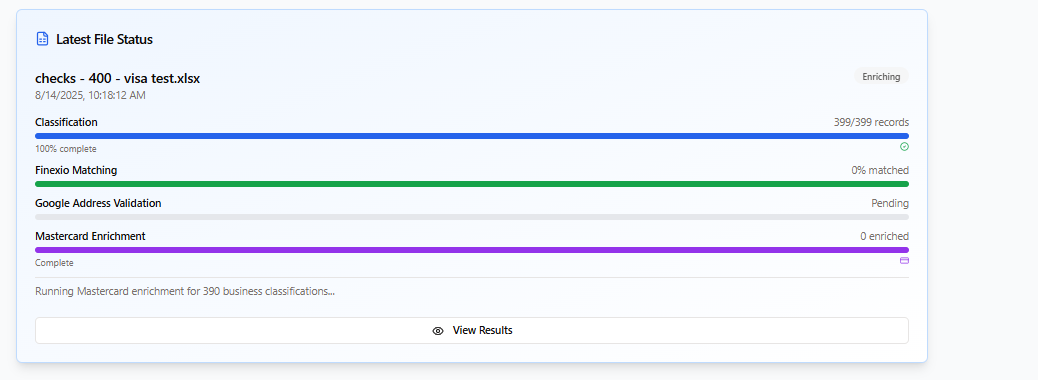 Latest File Status
checks - 400 - visa test.xlsx
Enriching
8/14/2025, 10:18:12 AM
Classification 399/399 records
100% complete
Finexio Matching 0% matched
Google Address Validation Pending
Mastercard Enrichment 0 enriched
Complete
Running Mastercard enrichment for 390 business classifications...
View Results